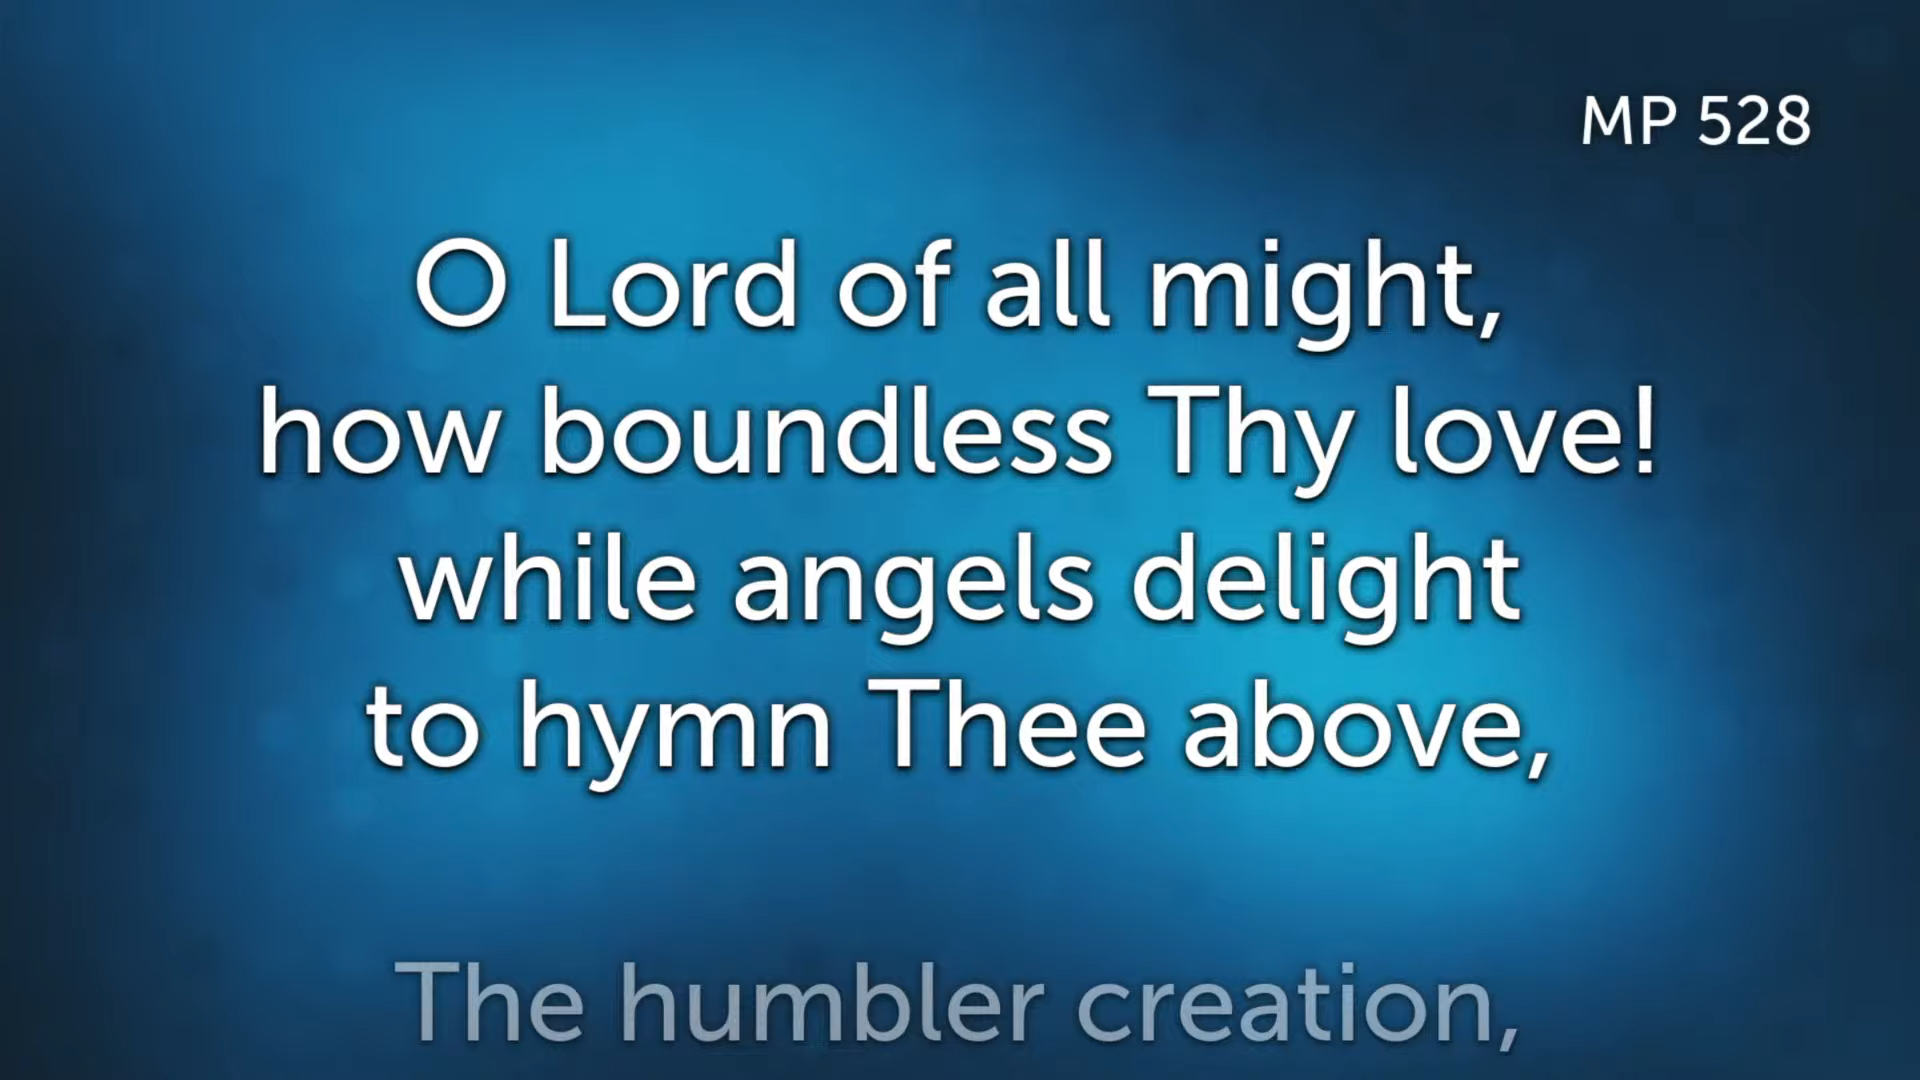 MP 528
O Lord of all might,
how boundless Thy love!
while angels delight
to hymn Thee above,
The humbler creation,